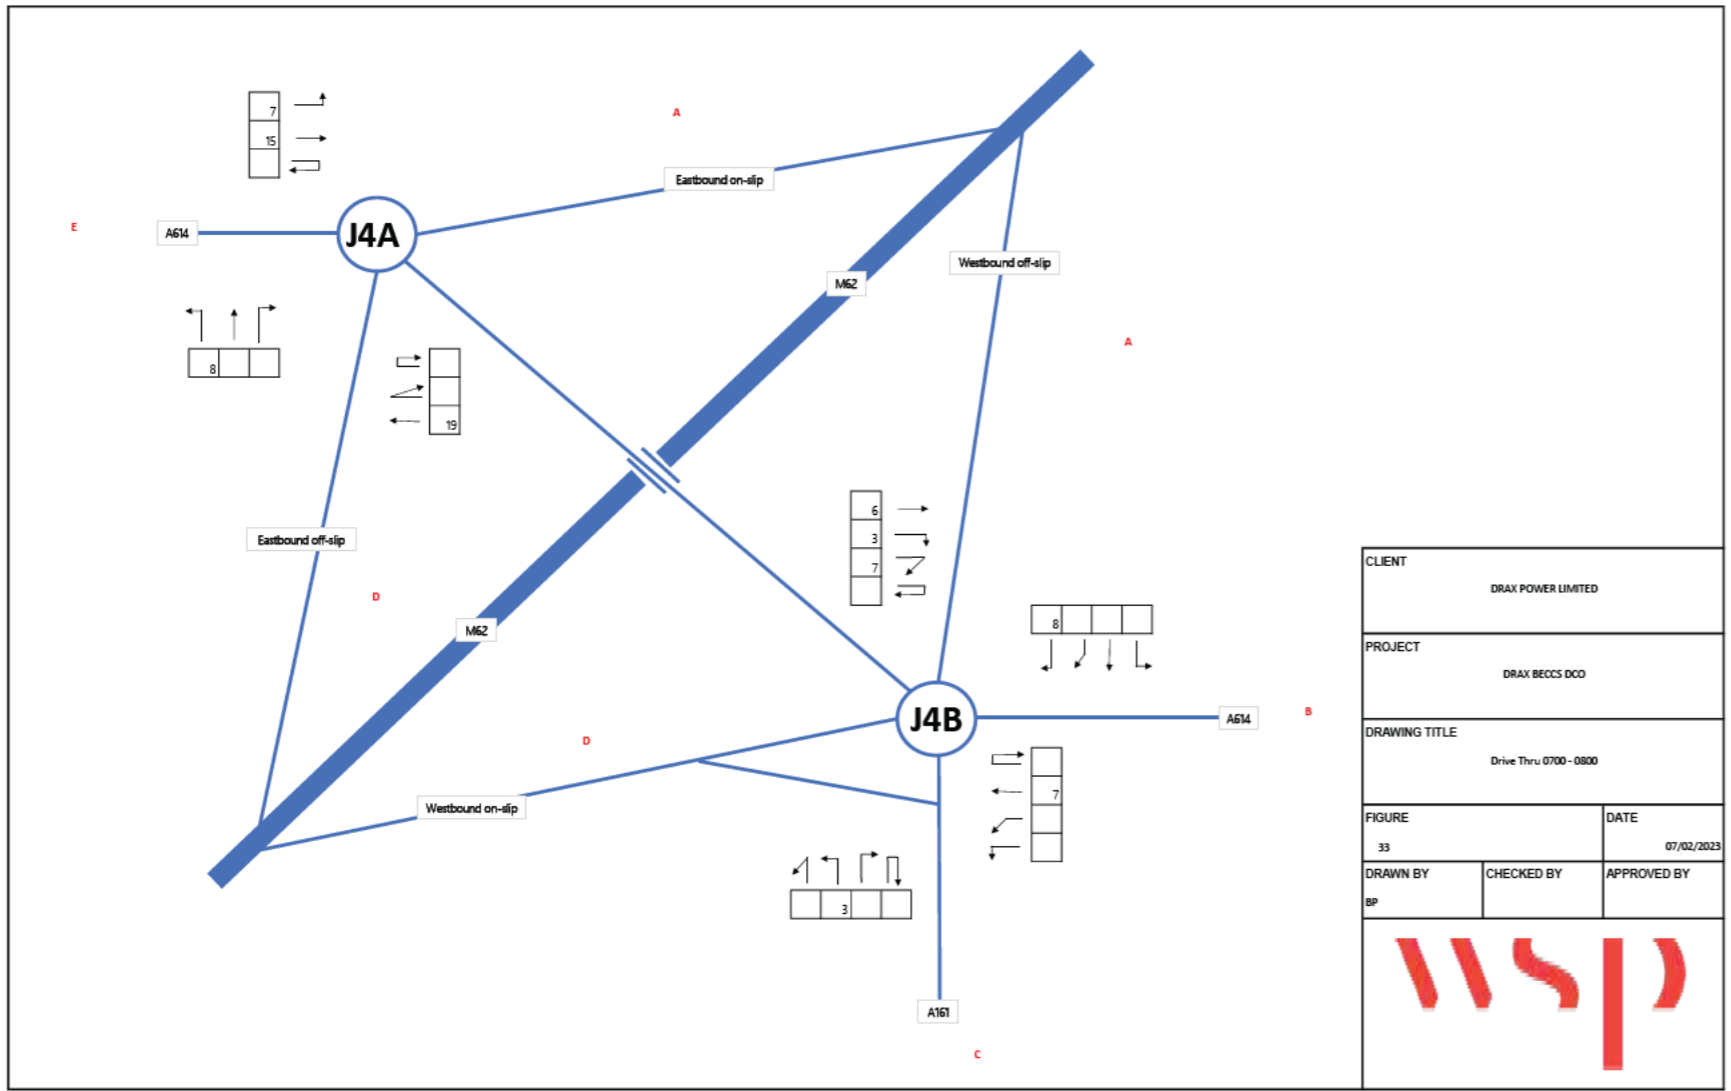 7
15
A
Eastbound on-slip
E
A614
J4A
Westbound off-slip
M62
A
8
19
6
3
7
Eastbound off-slip
D
M62
8
J4B
A614
B
D
7
Westbound on-slip
3
A161
C
CLIENT
DRAX POWER LIMITED
PROJECT
DRAX BECCS DCO
DRAWING TITLE
Drive Thru 0700 - 0800
FIGURE
33
DATE
07/02/2023
DRAWN BY
BP
CHECKED BY
APPROVED BY
wsp